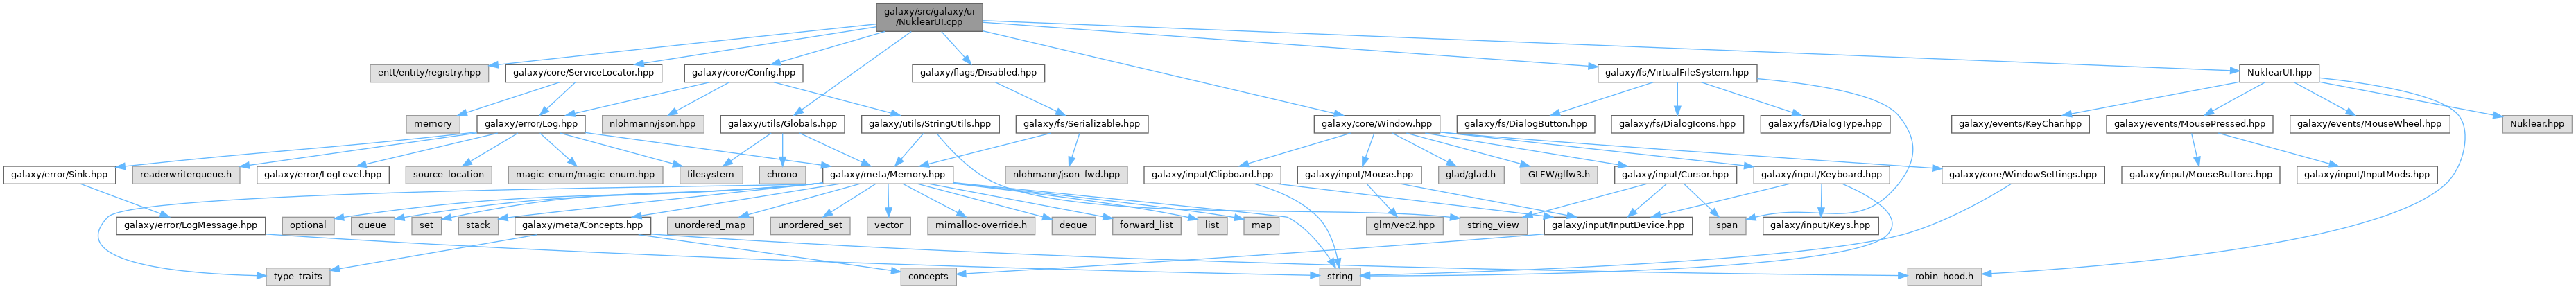 galaxy/src/galaxy/ui
/NuklearUI.cpp
entt/entity/registry.hpp
galaxy/core/ServiceLocator.hpp
galaxy/core/Config.hpp
galaxy/flags/Disabled.hpp
galaxy/fs/VirtualFileSystem.hpp
NuklearUI.hpp
memory
galaxy/error/Log.hpp
nlohmann/json.hpp
galaxy/utils/Globals.hpp
galaxy/utils/StringUtils.hpp
galaxy/fs/Serializable.hpp
galaxy/core/Window.hpp
galaxy/fs/DialogButton.hpp
galaxy/fs/DialogIcons.hpp
galaxy/fs/DialogType.hpp
galaxy/events/KeyChar.hpp
galaxy/events/MousePressed.hpp
galaxy/events/MouseWheel.hpp
Nuklear.hpp
galaxy/error/Sink.hpp
readerwriterqueue.h
galaxy/error/LogLevel.hpp
source_location
magic_enum/magic_enum.hpp
filesystem
chrono
galaxy/meta/Memory.hpp
nlohmann/json_fwd.hpp
galaxy/input/Clipboard.hpp
galaxy/input/Mouse.hpp
glad/glad.h
GLFW/glfw3.h
galaxy/input/Cursor.hpp
galaxy/input/Keyboard.hpp
galaxy/core/WindowSettings.hpp
galaxy/input/MouseButtons.hpp
galaxy/input/InputMods.hpp
galaxy/error/LogMessage.hpp
optional
queue
set
stack
galaxy/meta/Concepts.hpp
unordered_map
unordered_set
vector
mimalloc-override.h
deque
forward_list
list
map
glm/vec2.hpp
string_view
galaxy/input/InputDevice.hpp
span
galaxy/input/Keys.hpp
type_traits
concepts
string
robin_hood.h